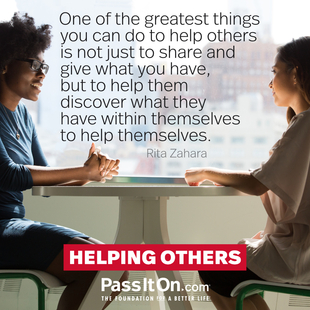 One of the greatest things
you can do to help others
is not just to share and
give what you have,
but to help them
discover what they
have within themselves
to help themselves.
Rita Zahara
HELPING OTHERS
PassItOn.com
THE FOUNDATION FOR A BETTER LIFE